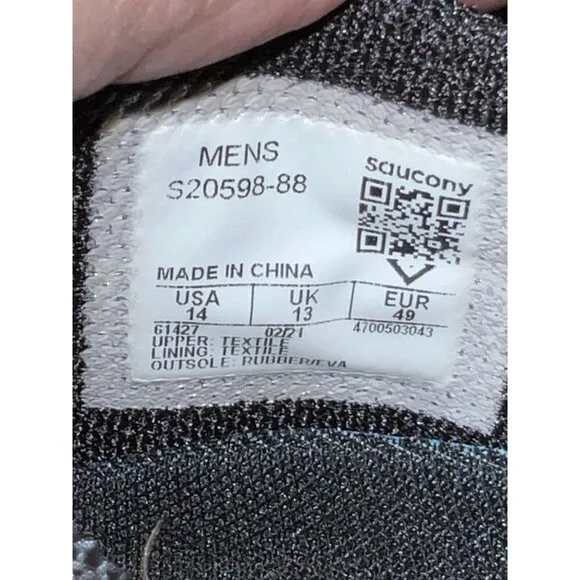 MENS
S20598-88
saucony
MADE IN CHINA
USA UK EUR
14 13 49
61427 02/21 4700503043
UPPER: TEXTILE
LINING: TEXTILE
OUTSOLE: RUBBER/EVA